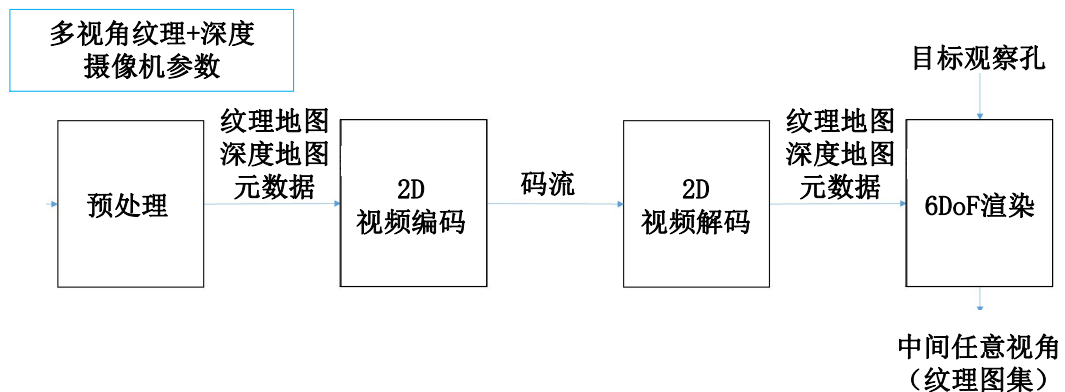 多视角纹理+深度
摄像机参数
目标观察孔
预处理
纹理地图
深度地图
元数据
2D
视频编码
码流
2D
视频解码
纹理地图
深度地图
元数据
6DoF渲染
中间任意视角
（纹理图集）